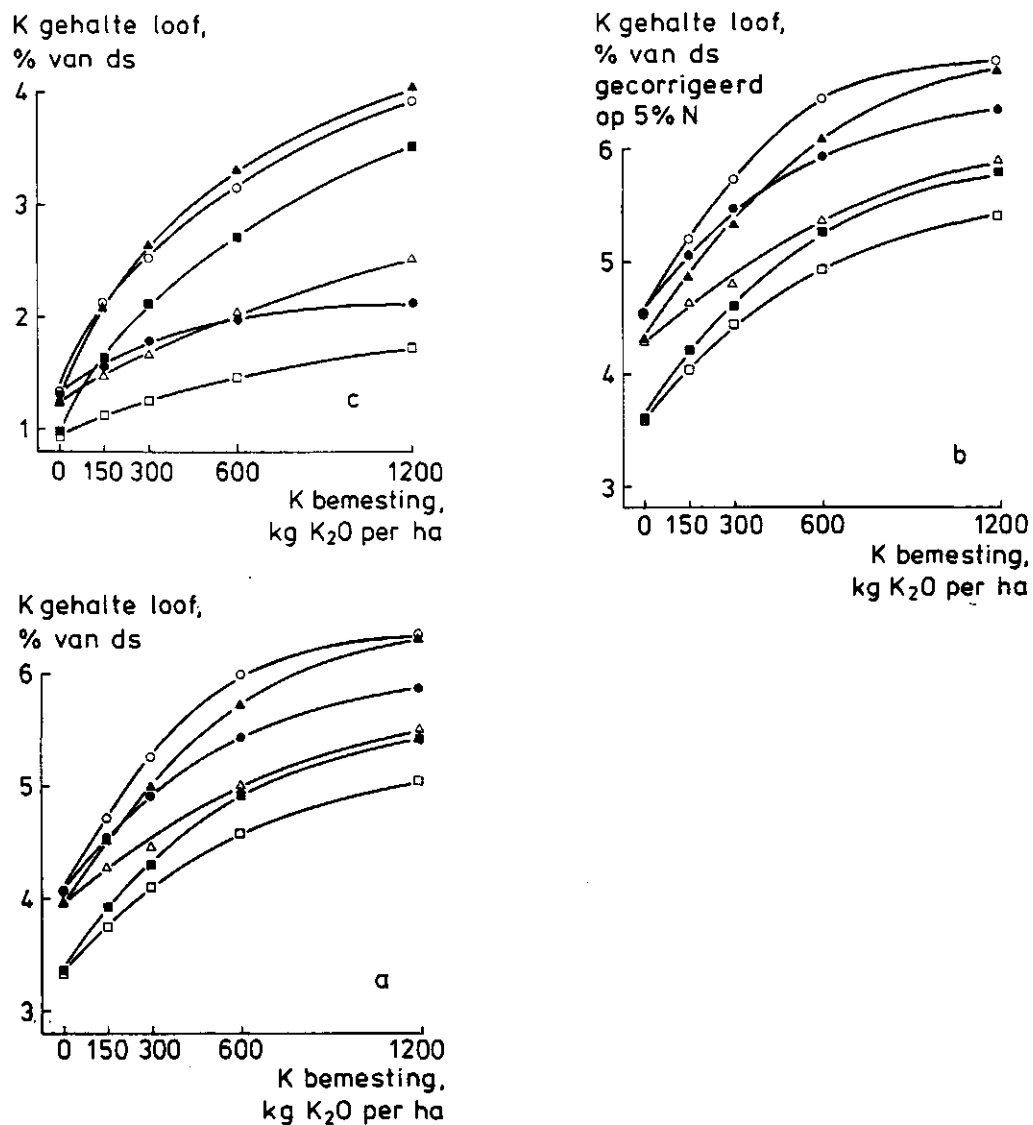 K gehalte loof,
% van ds
4
3
2
1
c
0 150 300 600 1200
K bemesting,
kg K₂O per ha
K gehalte loof,
% van ds
gecorrigeerd
op 5% N
6
5
4
3
b
0 150 300 600 1200
K bemesting,
kg K₂O per ha
K gehalte loof,
% van ds
6
5
4
3
a
0 150 300 600 1200
K bemesting,
kg K₂O per ha